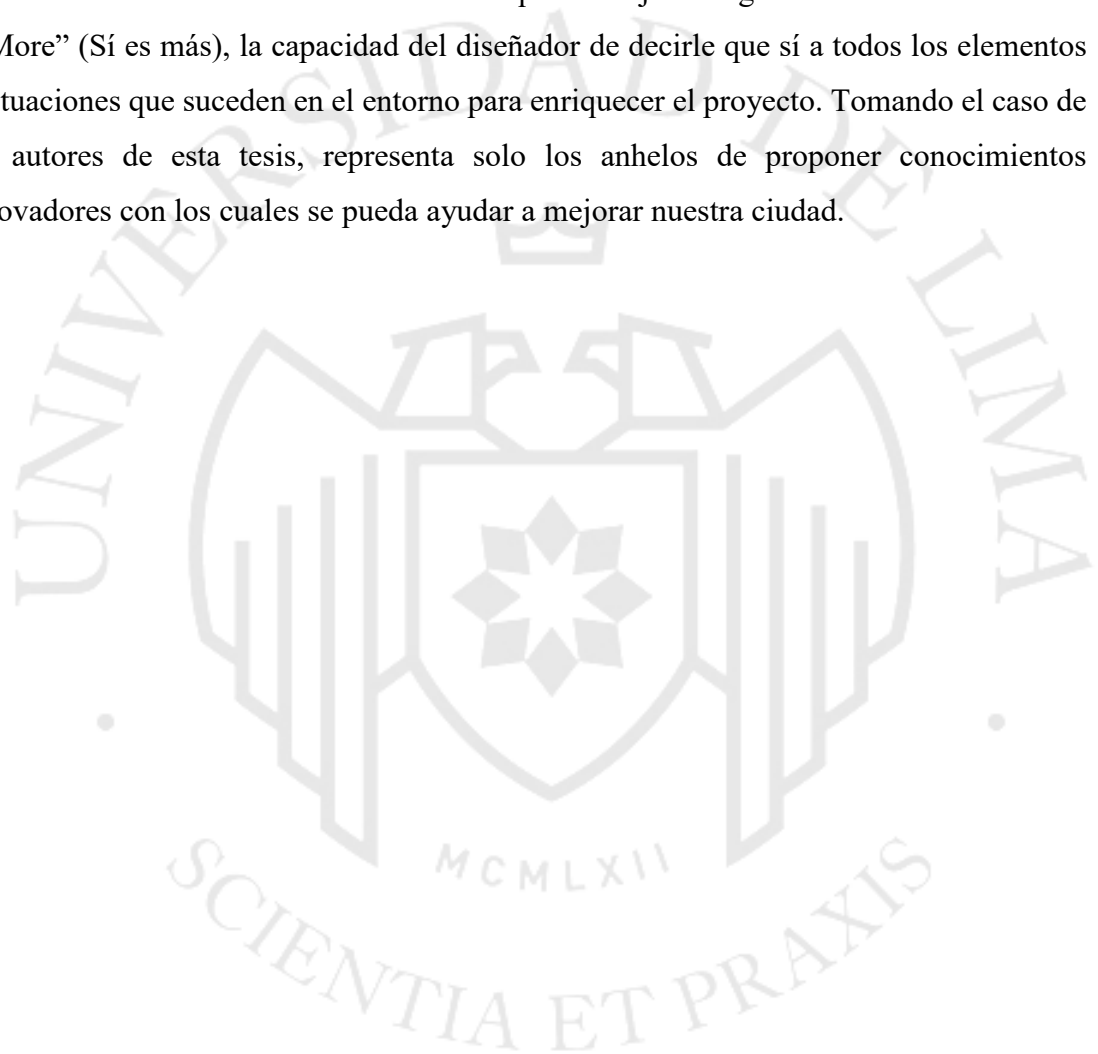 More” (Sí es más), la capacidad del diseñador de decirle que sí a todos los elementos
tuaciones que suceden en el entorno para enriquecer el proyecto. Tomando el caso de
autores de esta tesis, representa solo los anhelos de proponer conocimientos
ovadores con los cuales se pueda ayudar a mejorar nuestra ciudad.
UNIVERSIDAD DE LIMA
MCMLXII
SCIENTIA ET PRAXIS